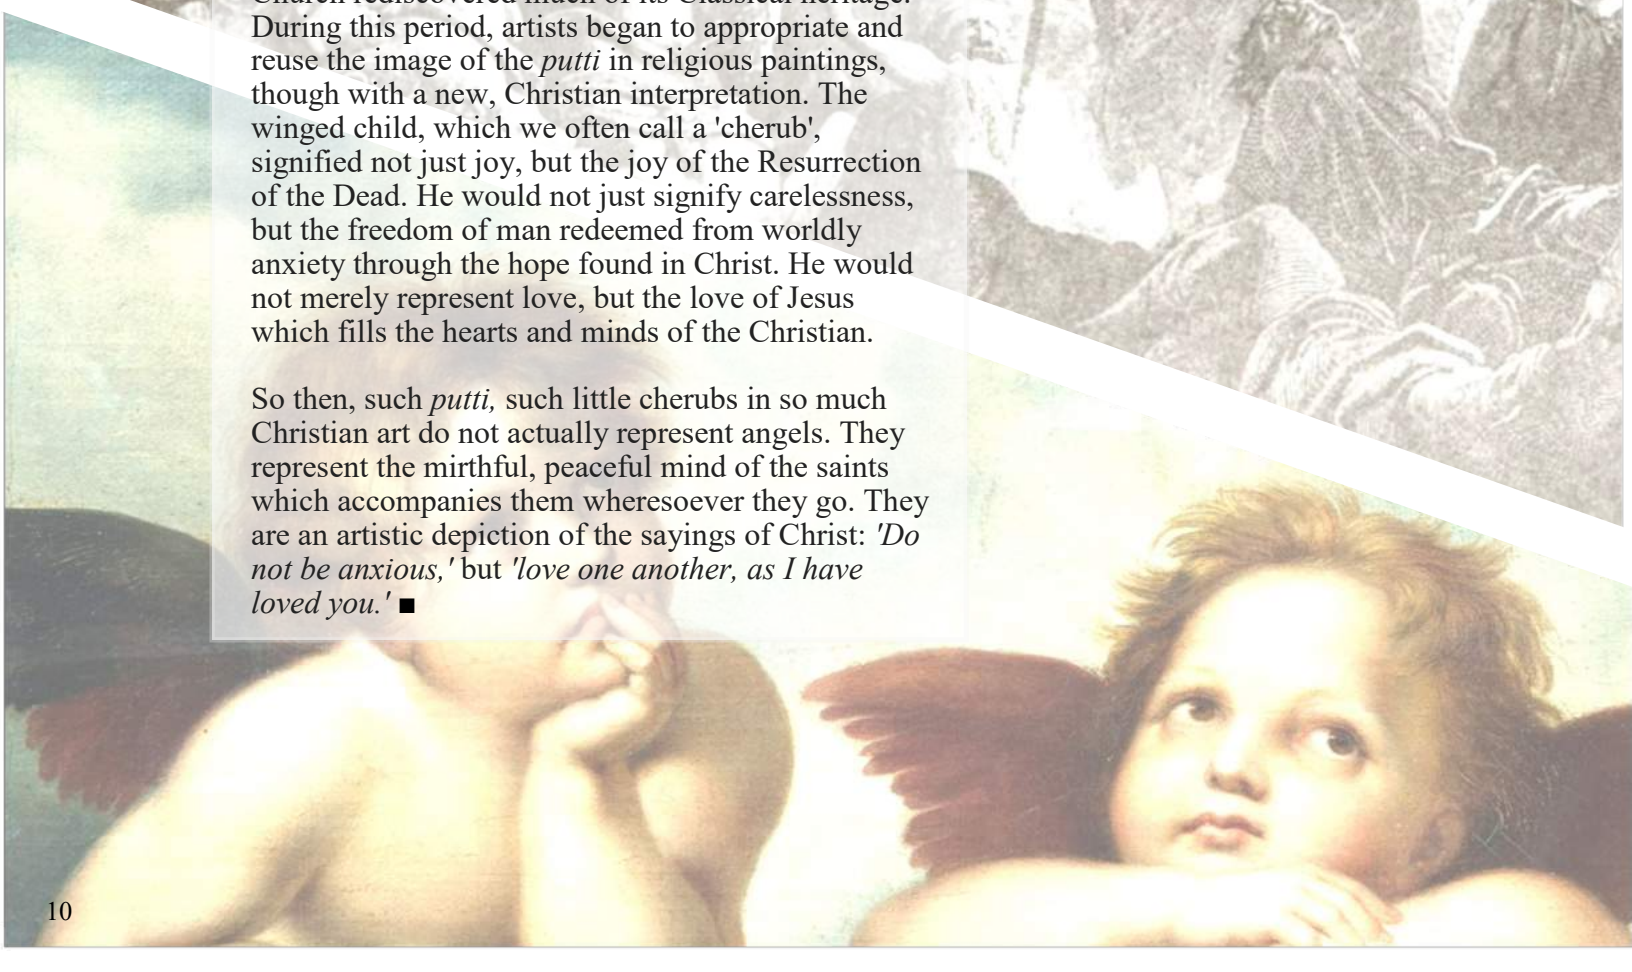 Church rediscovered much of its Classical heritage.
During this period, artists began to appropriate and
reuse the image of the putti in religious paintings,
though with a new, Christian interpretation. The
winged child, which we often call a 'cherub',
signified not just joy, but the joy of the Resurrection
of the Dead. He would not just signify carelessness,
but the freedom of man redeemed from worldly
anxiety through the hope found in Christ. He would
not merely represent love, but the love of Jesus
which fills the hearts and minds of the Christian.
So then, such putti, such little cherubs in so much
Christian art do not actually represent angels. They
represent the mirthful, peaceful mind of the saints
which accompanies them wheresoever they go. They
are an artistic depiction of the sayings of Christ: 'Do
not be anxious,' but 'love one another, as I have
loved you.' ■
10